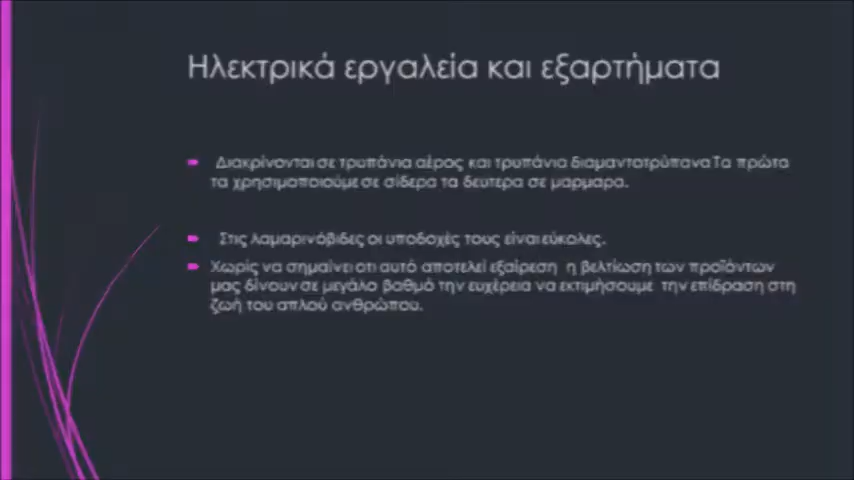 Ηλεκτρικά εργαλεία και εξαρτήματα
Διακρίνονται σε τρυπάνια αέρος και τρυπάνια διαμαντοτρύπανα Τα πρώτα
τα χρησιμοποιούμε σε σίδερα τα δευτερα σε μαρμαρα.
Στις λαμαρινόβιδες οι υποδοχές τους είναι εύκολες.
Χωρίς να σημαίνει οτι αυτό αποτελεί εξαίρεση η βελτίωση των προϊόντων
μας δίνουν σε μεγάλο βαθμό την ευχέρεια να εκτιμήσουμε την επίδραση στη
ζωή του απλού ανθρώπου.